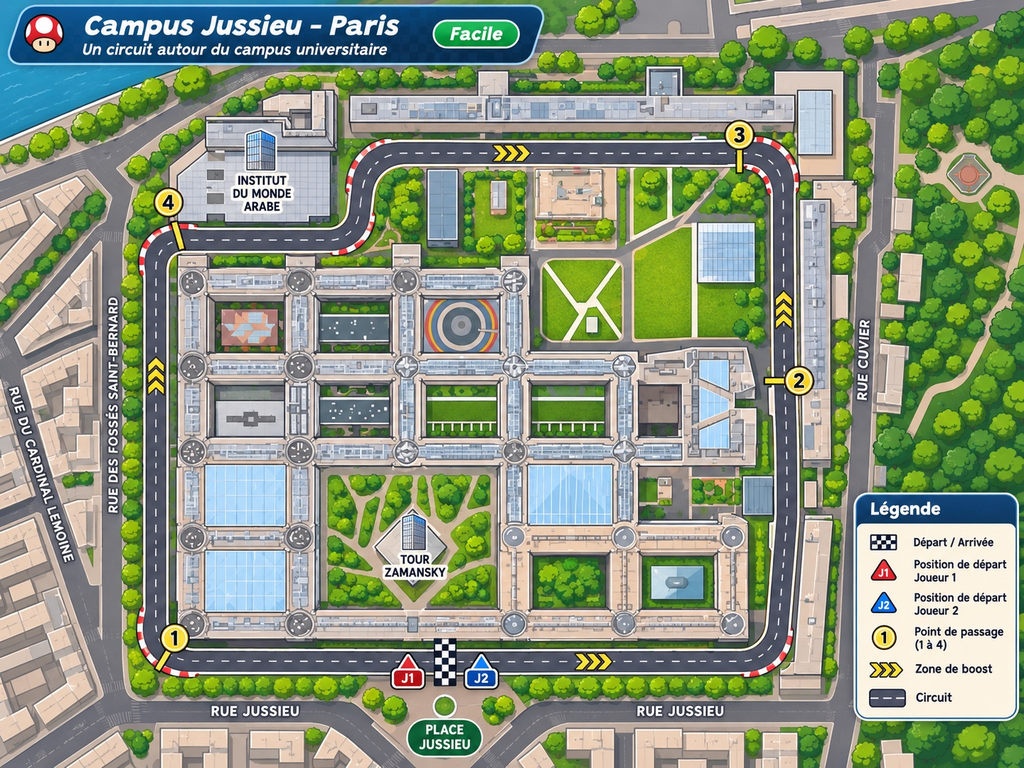 Campus Jussieu – Paris
Un circuit autour du campus universitaire
Facile
3
INSTITUT
DU MONDE
ARABE
4
RUE DES FOSSÉS SAINT-BERNARD
RUE DU CARDINAL LEMOINE
RUE CUVIER
2
TOUR
ZAMANSKY
1
J1
J2
RUE JUSSIEU
RUE JUSSIEU
PLACE
JUSSIEU
Légende
Départ / Arrivée
J1
Position de départ
Joueur 1
J2
Position de départ
Joueur 2
1
Point de passage
(1 à 4)
Zone de boost
Circuit